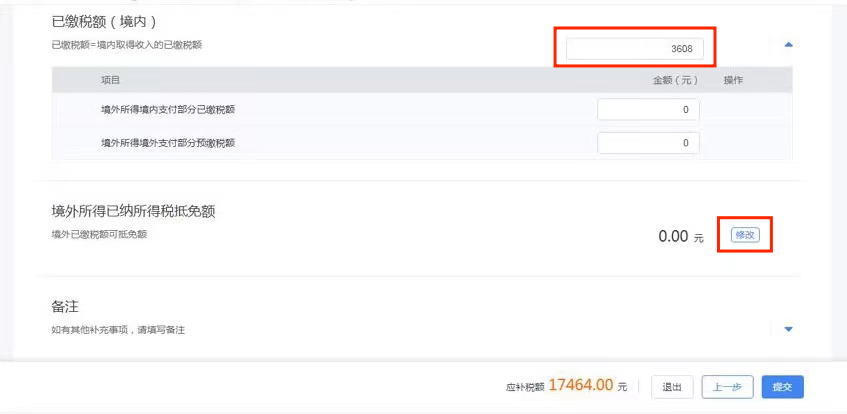 已缴税额（境内）
已缴税额=境内取得收入的已缴税额
3608
项目 金额（元） 操作
境外所得境内支付部分已缴税额 0
境外所得境外支付部分预缴税额 0
境外所得已纳所得税抵免额
境外已缴税额可抵免额
0.00 元 修改
备注
如有其他补充事项，请填写备注
应补税额 17464.00 元 退出 上一步 提交